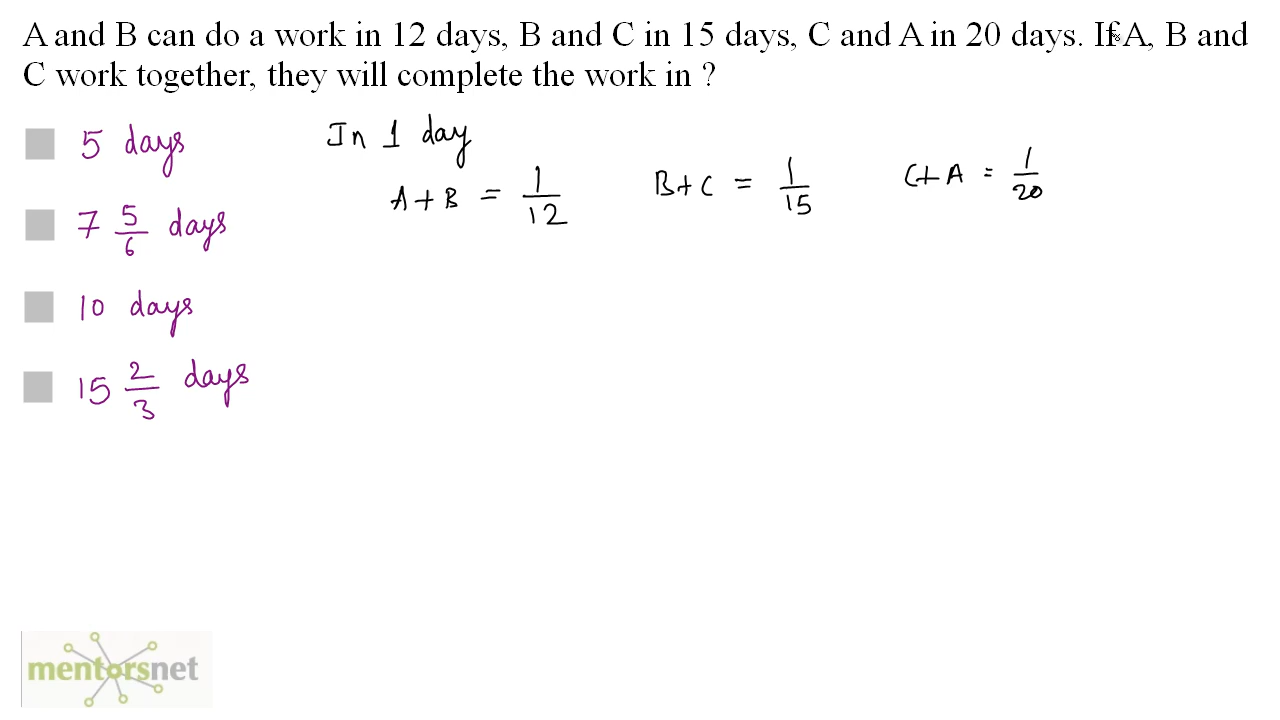 A and B can do a work in 12 days, B and C in 15 days, C and A in 20 days. If A, B and
C work together, they will complete the work in ?
5 days
In 1 day
A+B = 1/12
B+C = 1/15
C+A = 1/20
7 5/6 days
10 days
15 2/3 days
mentorsnet